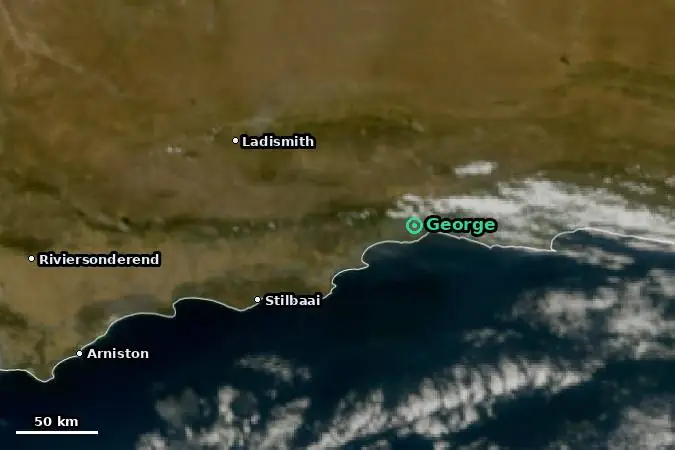 Ladismith
George
Riviersonderend
Stilbaai
Arniston
50 km